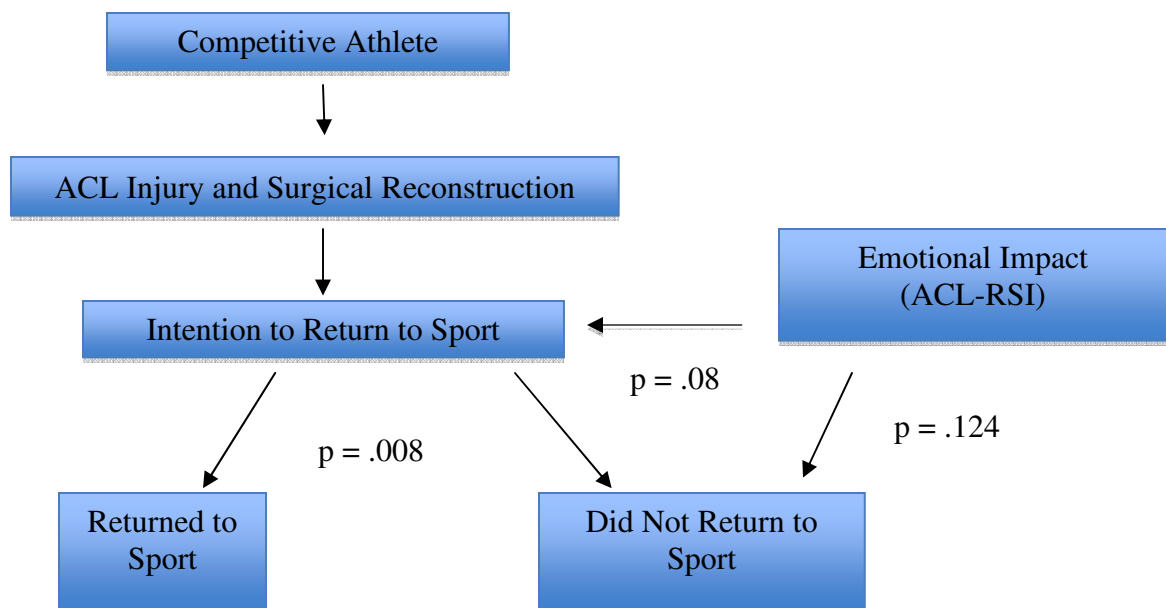 Competitive Athlete
ACL Injury and Surgical Reconstruction
Emotional Impact
(ACL-RSI)
Intention to Return to Sport
p = .08
p = .124
p = .008
Returned to
Sport
Did Not Return to
Sport